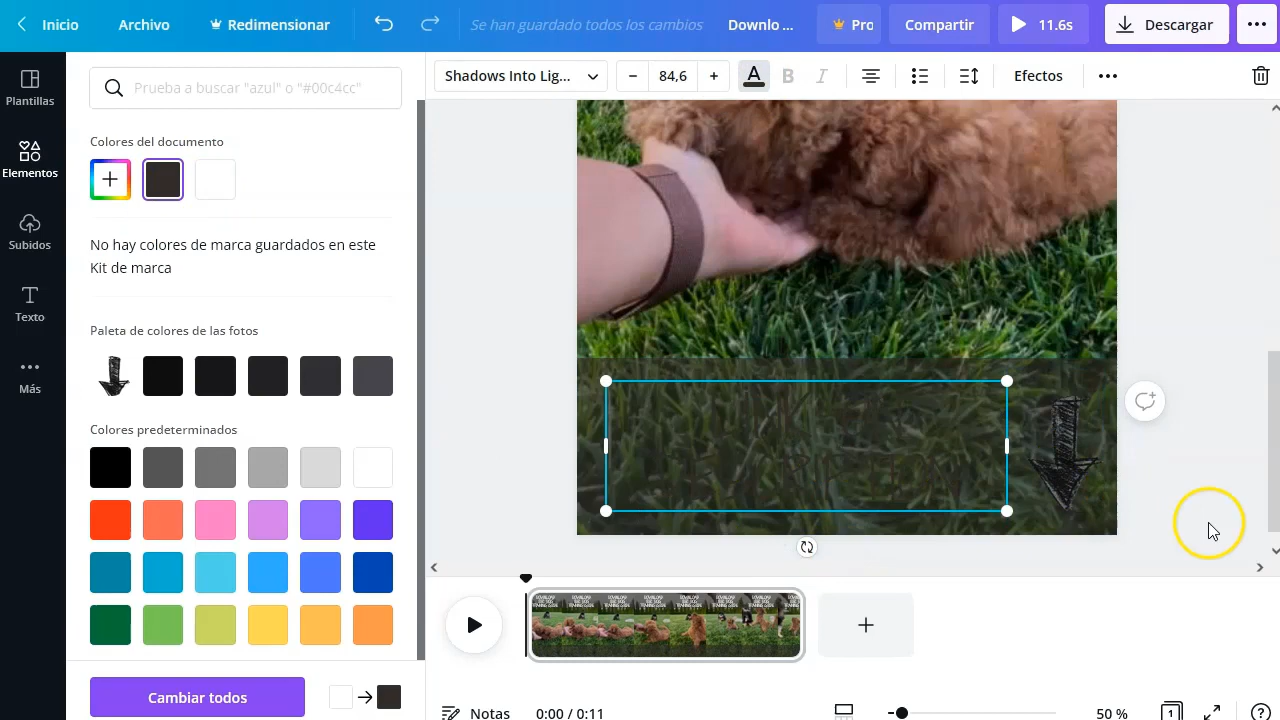 Inicio
Archivo
Redimensionar
Se han guardado todos los cambios
Downlo ...
Pro
Compartir
11.6s
Descargar
Plantillas
Elementos
Subidos
Texto
Más
Prueba a buscar "azul" o "#00c4cc"
Shadows Into Lig...
84,6
A
B
I
Efectos
Colores del documento
No hay colores de marca guardados en este
Kit de marca
Paleta de colores de las fotos
Colores predeterminados
Cambiar todos
Notas
0:00 / 0:11
50 %
1